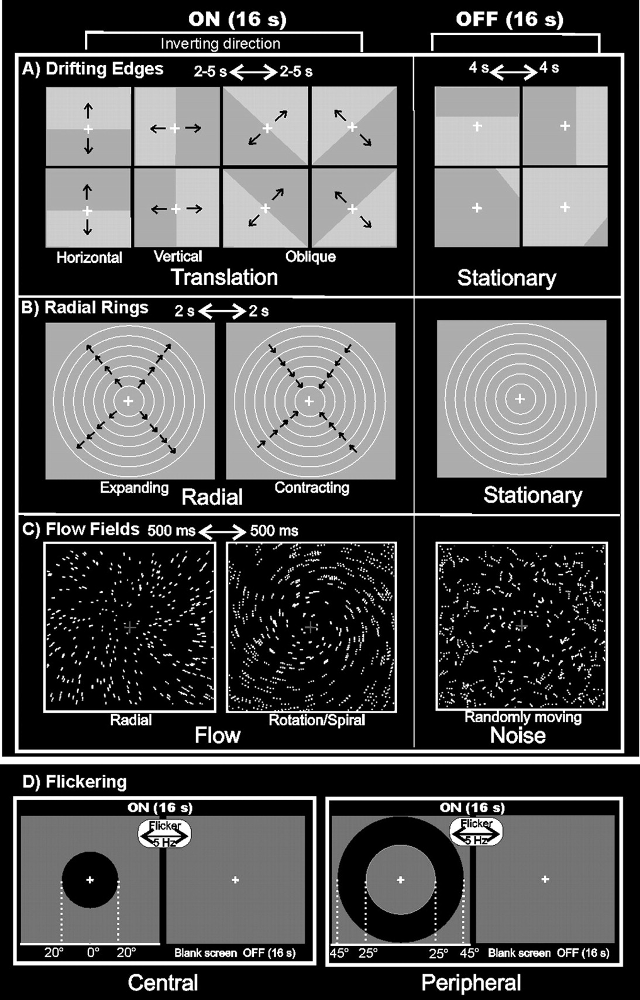 ON (16 s) OFF (16 s)
Inverting direction
A) Drifting Edges 2-5 s 2-5 s 4 s 4 s
Horizontal Vertical Oblique
Translation Stationary
B) Radial Rings 2 s 2 s
Expanding Contracting
Radial Stationary
C) Flow Fields 500 ms 500 ms
Radial Rotation/Spiral Randomly moving
Flow Noise
D) Flickering
ON (16 s) ON (16 s)
Flicker Flicker
5 Hz 5 Hz
20° 0° 20° Blank screen OFF (16 s) 45° 25° 25° 45° Blank screen OFF (16 s)
Central Peripheral